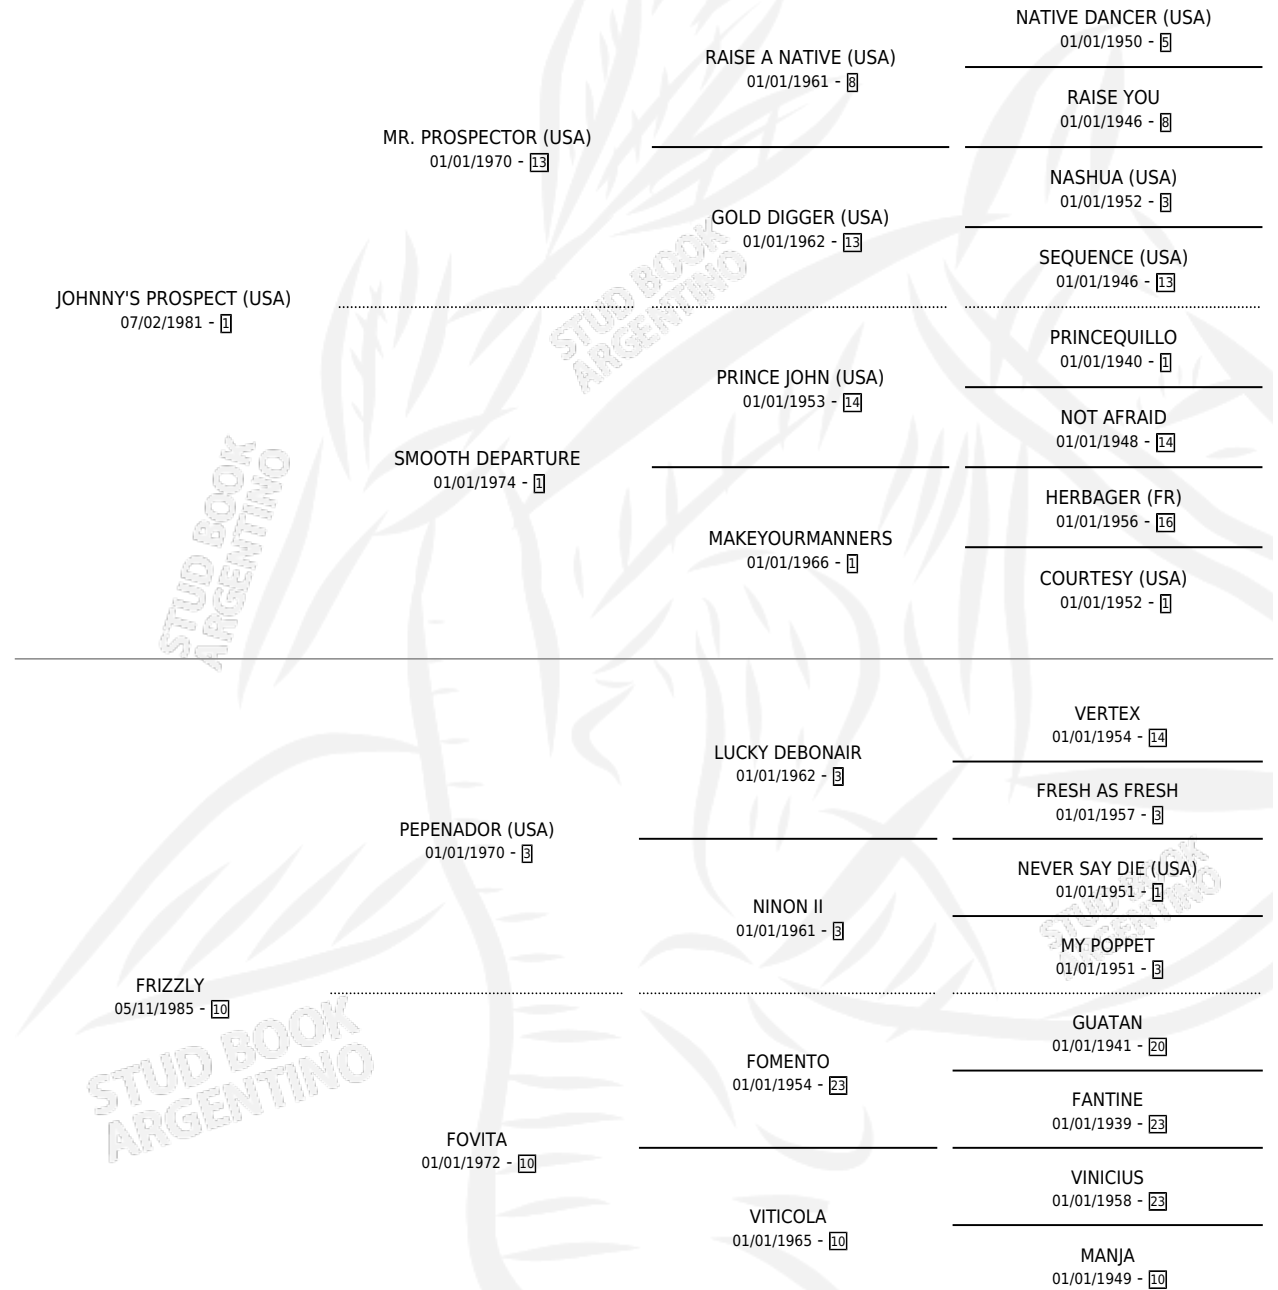 NATIVE DANCER (USA)
01/01/1950 - 5
RAISE A NATIVE (USA)
01/01/1961 - 8
RAISE YOU
01/01/1946 - 8
MR. PROSPECTOR (USA)
01/01/1970 - 13
NASHUA (USA)
01/01/1952 - 3
GOLD DIGGER (USA)
01/01/1962 - 13
SEQUENCE (USA)
01/01/1946 - 13
JOHNNY'S PROSPECT (USA)
07/02/1981 - 1
PRINCEQUILLO
01/01/1940 - 1
PRINCE JOHN (USA)
01/01/1953 - 14
NOT AFRAID
01/01/1948 - 14
SMOOTH DEPARTURE
01/01/1974 - 1
HERBAGER (FR)
01/01/1956 - 16
MAKEYOURMANNERS
01/01/1966 - 1
COURTESY (USA)
01/01/1952 - 1
VERTEX
01/01/1954 - 14
LUCKY DEBONAIR
01/01/1962 - 3
FRESH AS FRESH
01/01/1957 - 3
PEPENADOR (USA)
01/01/1970 - 3
NEVER SAY DIE (USA)
01/01/1951 - 1
NINON II
01/01/1961 - 3
MY POPPET
01/01/1951 - 3
FRIZZLY
05/11/1985 - 10
GUATAN
01/01/1941 - 20
FOMENTO
01/01/1954 - 23
FANTINE
01/01/1939 - 23
FOVITA
01/01/1972 - 10
VINICIUS
01/01/1958 - 23
VITICOLA
01/01/1965 - 10
MANJA
01/01/1949 - 10
STUD BOOK
ARGENTINO
STUD BOOK
ARGENTINO
STUD BOOK
ARGENTINO
STUD BOOK
ARGENTINO